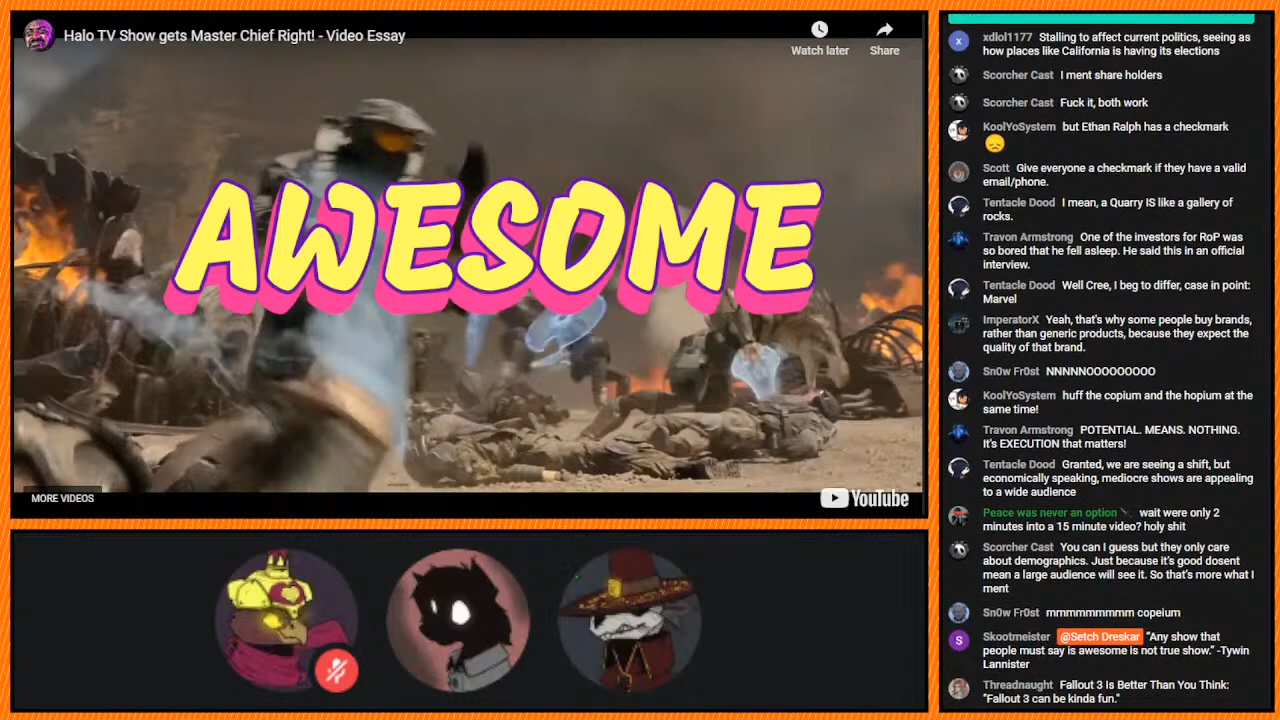 Halo TV Show gets Master Chief Right! - Video Essay
Watch later
Share
AWESOME
MORE VIDEOS
YouTube
x
xdlol1177 Stalling to affect current politics, seeing as
how places like California is having its elections
Scorcher Cast I ment share holders
Scorcher Cast Fuck it, both work
KoolYoSystem but Ethan Ralph has a checkmark
😞
Scott Give everyone a checkmark if they have a valid
email/phone.
Tentacle Dood I mean, a Quarry IS like a gallery of
rocks.
Travon Armstrong One of the investors for RoP was
so bored that he fell asleep. He said this in an official
interview.
Tentacle Dood Well Cree, I beg to differ, case in point:
Marvel
ImperatorX Yeah, that's why some people buy brands,
rather than generic products, because they expect the
quality of that brand.
Sn0w Fr0st NNNNNOOOOOOOOO
KoolYoSystem huff the copium and the hopium at the
same time!
Travon Armstrong POTENTIAL. MEANS. NOTHING.
It's EXECUTION that matters!
Tentacle Dood Granted, we are seeing a shift, but
economically speaking, mediocre shows are appealing
to a wide audience
Peace was never an option wait were only 2
minutes into a 15 minute video? holy shit
Scorcher Cast You can I guess but they only care
about demographics. Just because it's good dosent
mean a large audience will see it. So that's more what I
ment
Sn0w Fr0st mmmmmmmmm copeium
S
Skootmeister @Setch Dreskar "Any show that
people must say is awesome is not true show." -Tywin
Lannister
Threadnaught Fallout 3 Is Better Than You Think:
"Fallout 3 can be kinda fun."